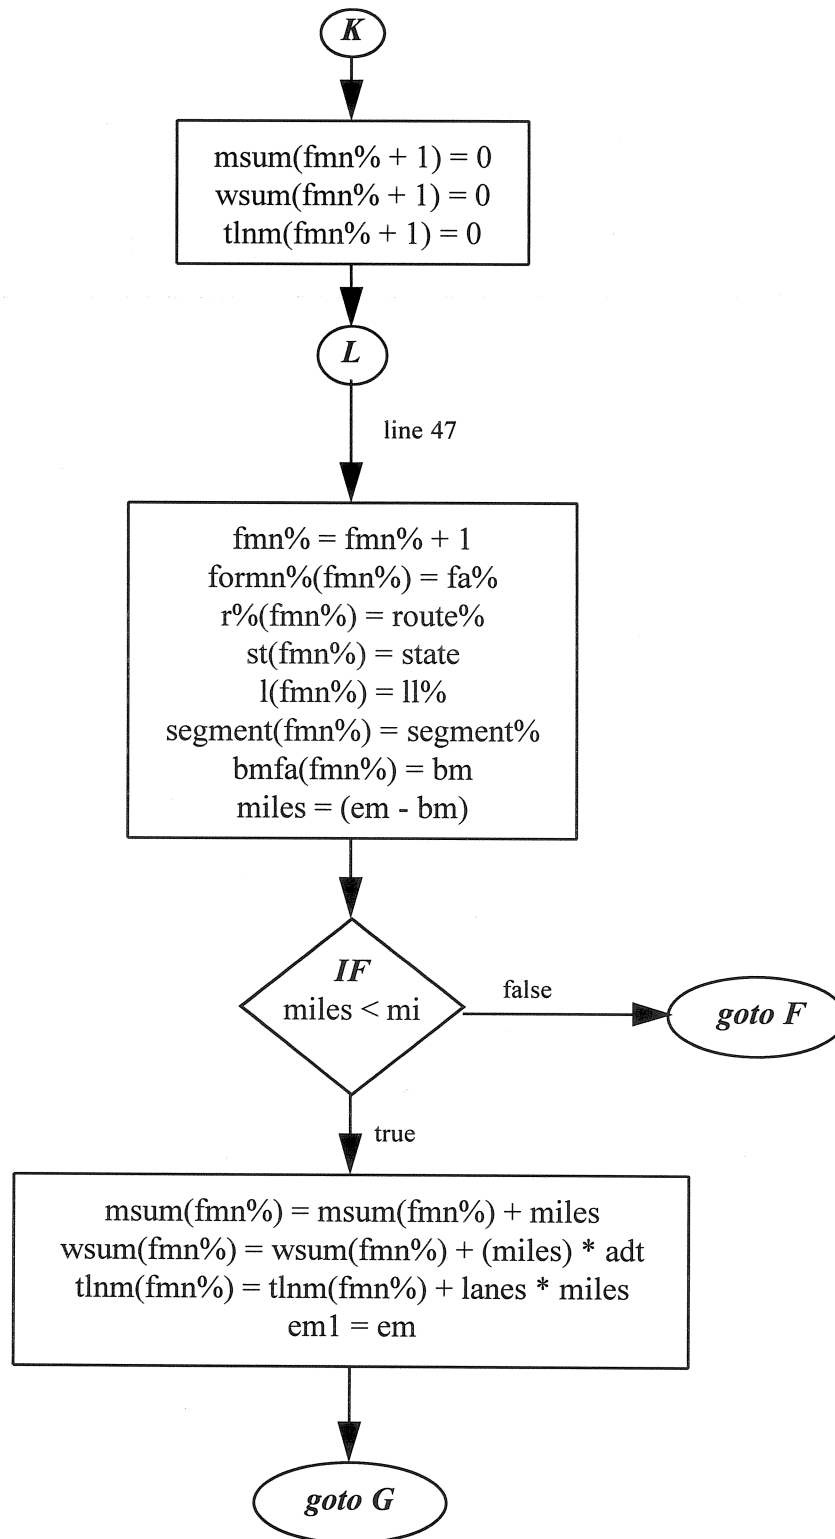 K
msum(fmn% + 1) = 0
wsum(fmn% + 1) = 0
tlnm(fmn% + 1) = 0
L
line 47
fmn% = fmn% + 1
formn%(fmn%) = fa%
r%(fmn%) = route%
st(fmn%) = state
l(fmn%) = ll%
segment(fmn%) = segment%
bmfa(fmn%) = bm
miles = (em - bm)
IF
miles < mi
false
goto F
true
msum(fmn%) = msum(fmn%) + miles
wsum(fmn%) = wsum(fmn%) + (miles) * adt
tlnm(fmn%) = tlnm(fmn%) + lanes * miles
em1 = em
goto G